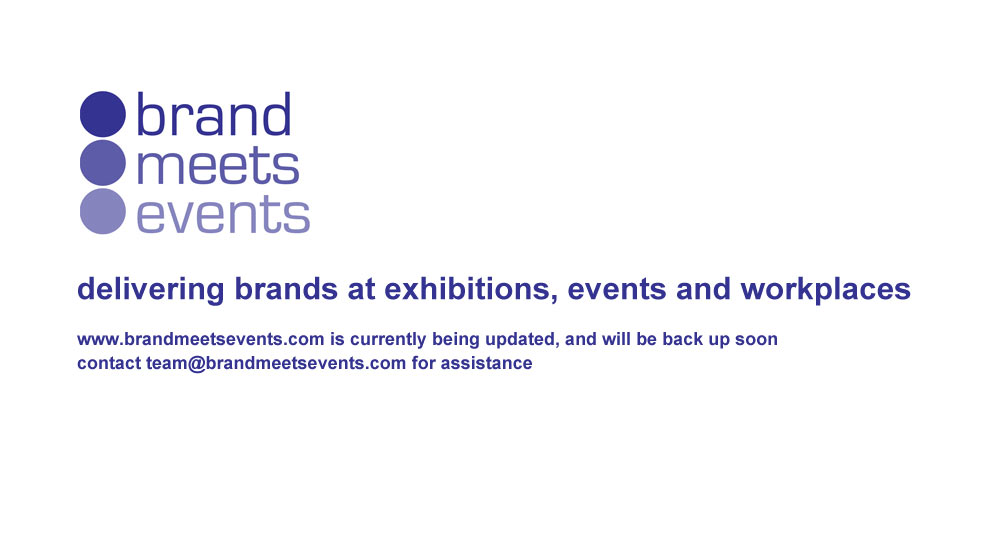 brand
meets
events
delivering brands at exhibitions, events and workplaces
www.brandmeetsevents.com is currently being updated, and will be back up soon
contact team@brandmeetsevents.com for assistance